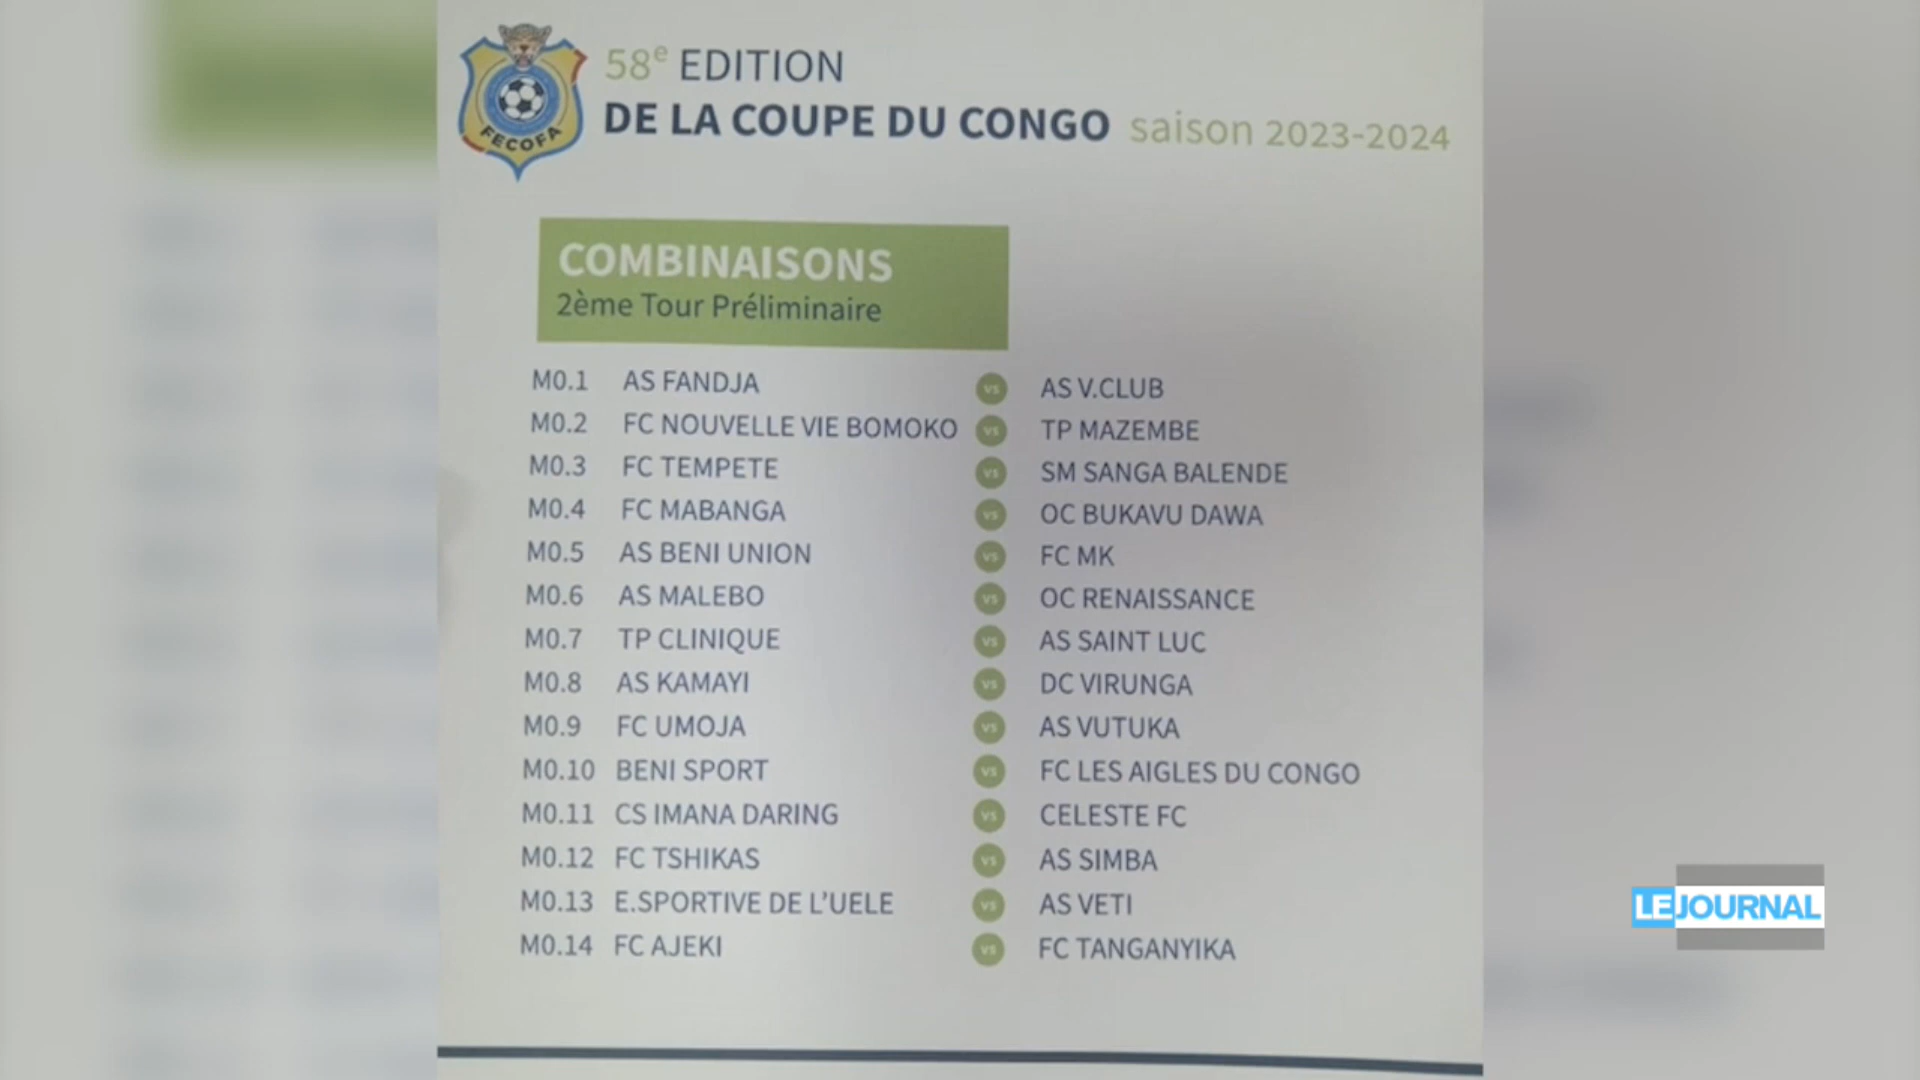 58e EDITION
DE LA COUPE DU CONGO saison 2023-2024
FECOFA
COMBINAISONS
2ème Tour Préliminaire
M0.1 AS FANDJA vs AS V.CLUB
M0.2 FC NOUVELLE VIE BOMOKO vs TP MAZEMBE
M0.3 FC TEMPETE vs SM SANGA BALENDE
M0.4 FC MABANGA vs OC BUKAVU DAWA
M0.5 AS BENI UNION vs FC MK
M0.6 AS MALEBO vs OC RENAISSANCE
M0.7 TP CLINIQUE vs AS SAINT LUC
M0.8 AS KAMAYI vs DC VIRUNGA
M0.9 FC UMOJA vs AS VUTUKA
M0.10 BENI SPORT vs FC LES AIGLES DU CONGO
M0.11 CS IMANA DARING vs CELESTE FC
M0.12 FC TSHIKAS vs AS SIMBA
M0.13 E.SPORTIVE DE L'UELE vs AS VETI
M0.14 FC AJEKI vs FC TANGANYIKA
LEJOURNAL